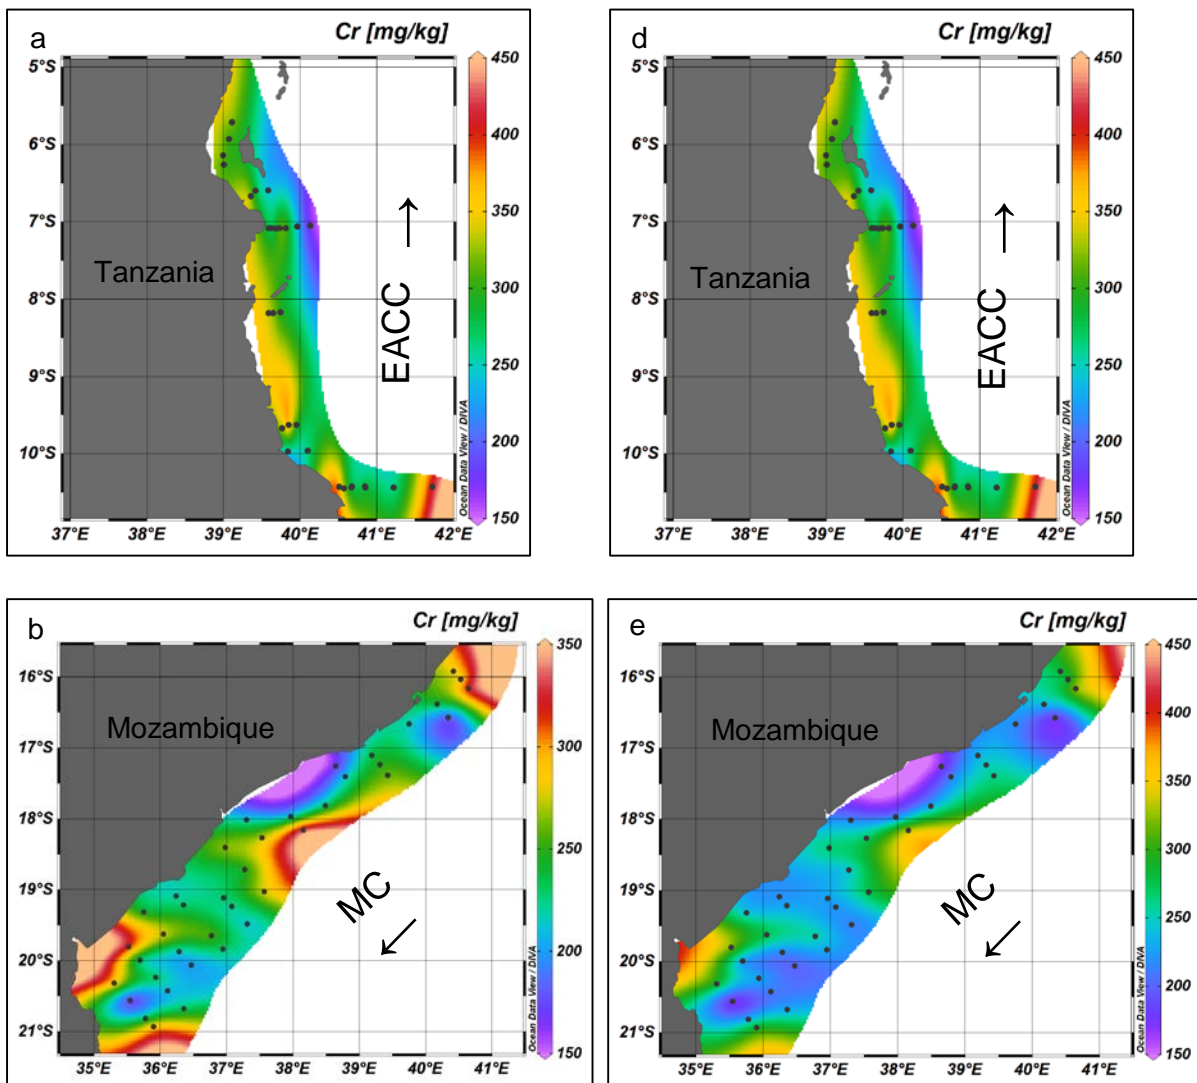 a
Cr [mg/kg]
5°S
6°S
7°S
8°S
9°S
10°S
Tanzania
EACC
→
450
400
350
300
250
200
150
Ocean Data View / DIVA
37°E 38°E 39°E 40°E 41°E 42°E
d
Cr [mg/kg]
5°S
6°S
7°S
8°S
9°S
10°S
Tanzania
EACC
→
450
400
350
300
250
200
150
Ocean Data View / DIVA
37°E 38°E 39°E 40°E 41°E 42°E
b
Cr [mg/kg]
16°S
17°S
18°S
19°S
20°S
21°S
Mozambique
MC
←
350
300
250
200
150
Ocean Data View / DIVA
35°E 36°E 37°E 38°E 39°E 40°E 41°E
e
Cr [mg/kg]
16°S
17°S
18°S
19°S
20°S
21°S
Mozambique
MC
←
450
400
350
300
250
200
150
Ocean Data View / DIVA
35°E 36°E 37°E 38°E 39°E 40°E 41°E